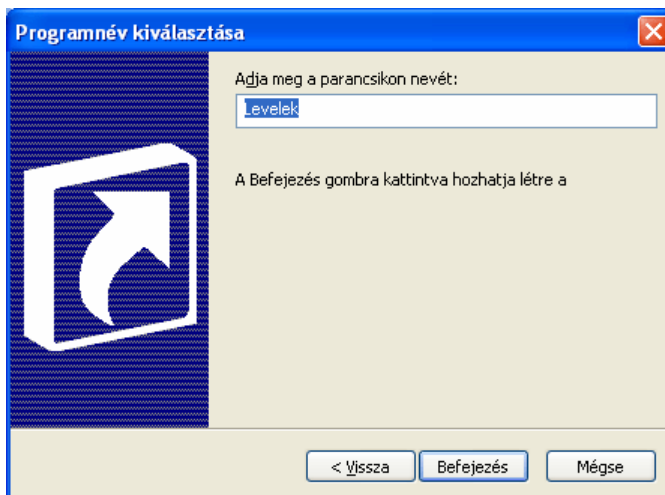 Programnév kiválasztása
Adja meg a parancsikon nevét:
Levelek
A Befejezés gombra kattintva hozhatja létre a
< Vissza
Befejezés
Mégse